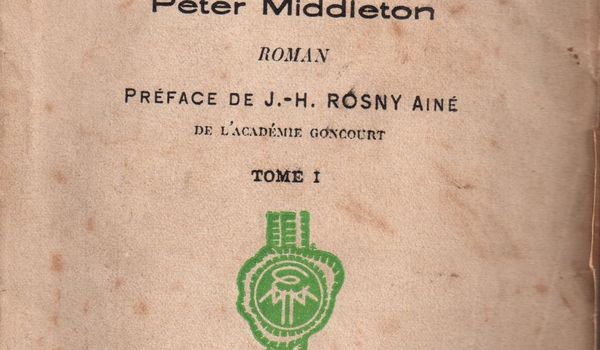 Peter Middleton
ROMAN
PRÉFACE DE J.-H. ROSNY AINÉ
DE L'ACADÉMIE GONCOURT
TOME I